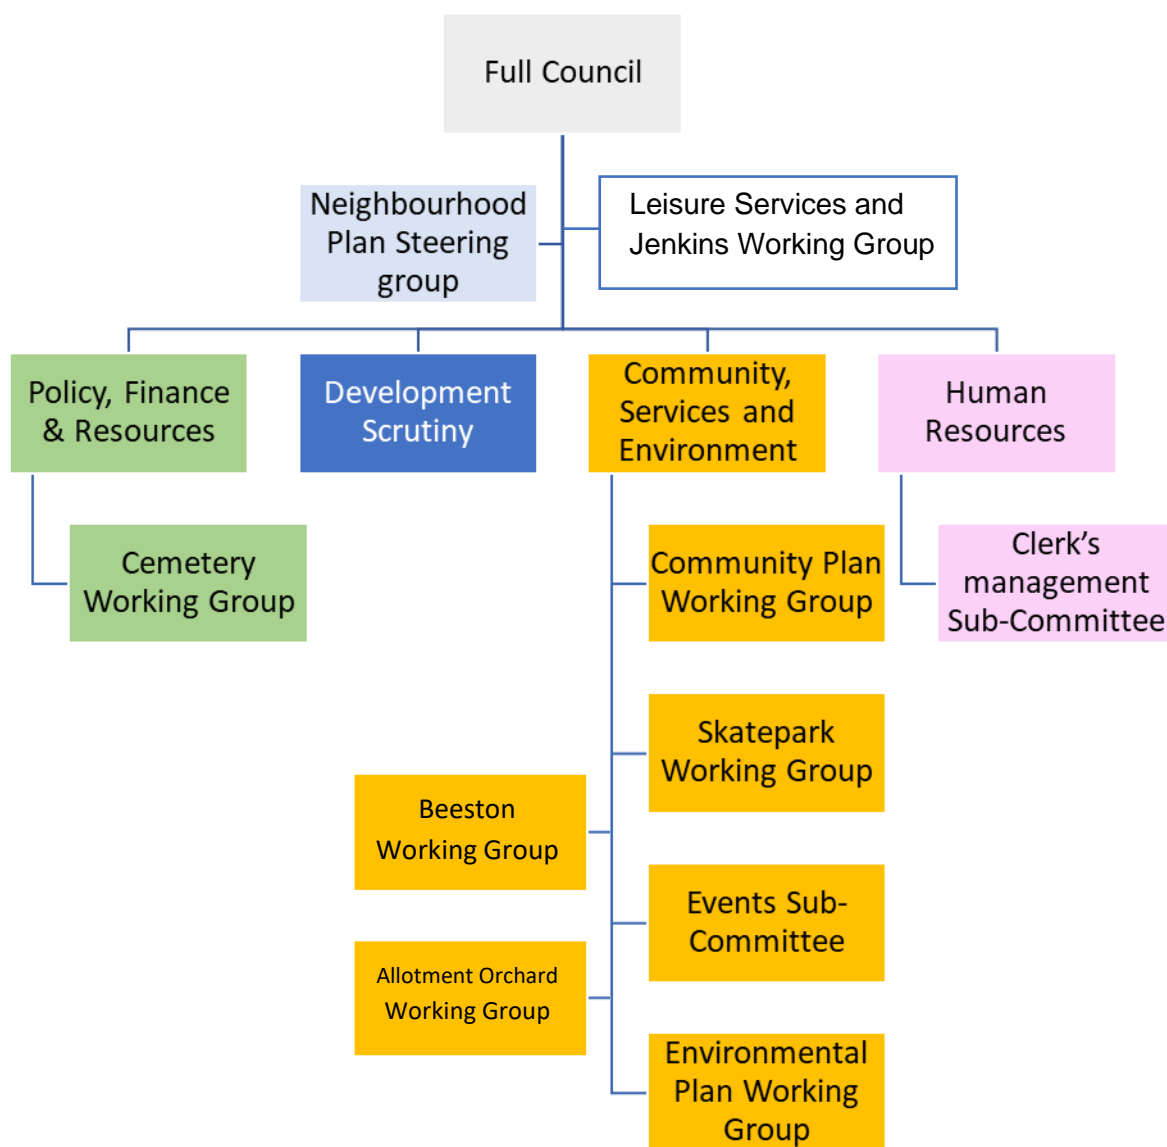 Full Council
Neighbourhood
Plan Steering
group
Leisure Services and
Jenkins Working Group
Policy, Finance
& Resources
Development
Scrutiny
Community,
Services and
Environment
Human
Resources
Cemetery
Working Group
Community Plan
Working Group
Clerk’s
management
Sub-Committee
Skatepark
Working Group
Beeston
Working Group
Events Sub-
Committee
Allotment Orchard
Working Group
Environmental
Plan Working
Group